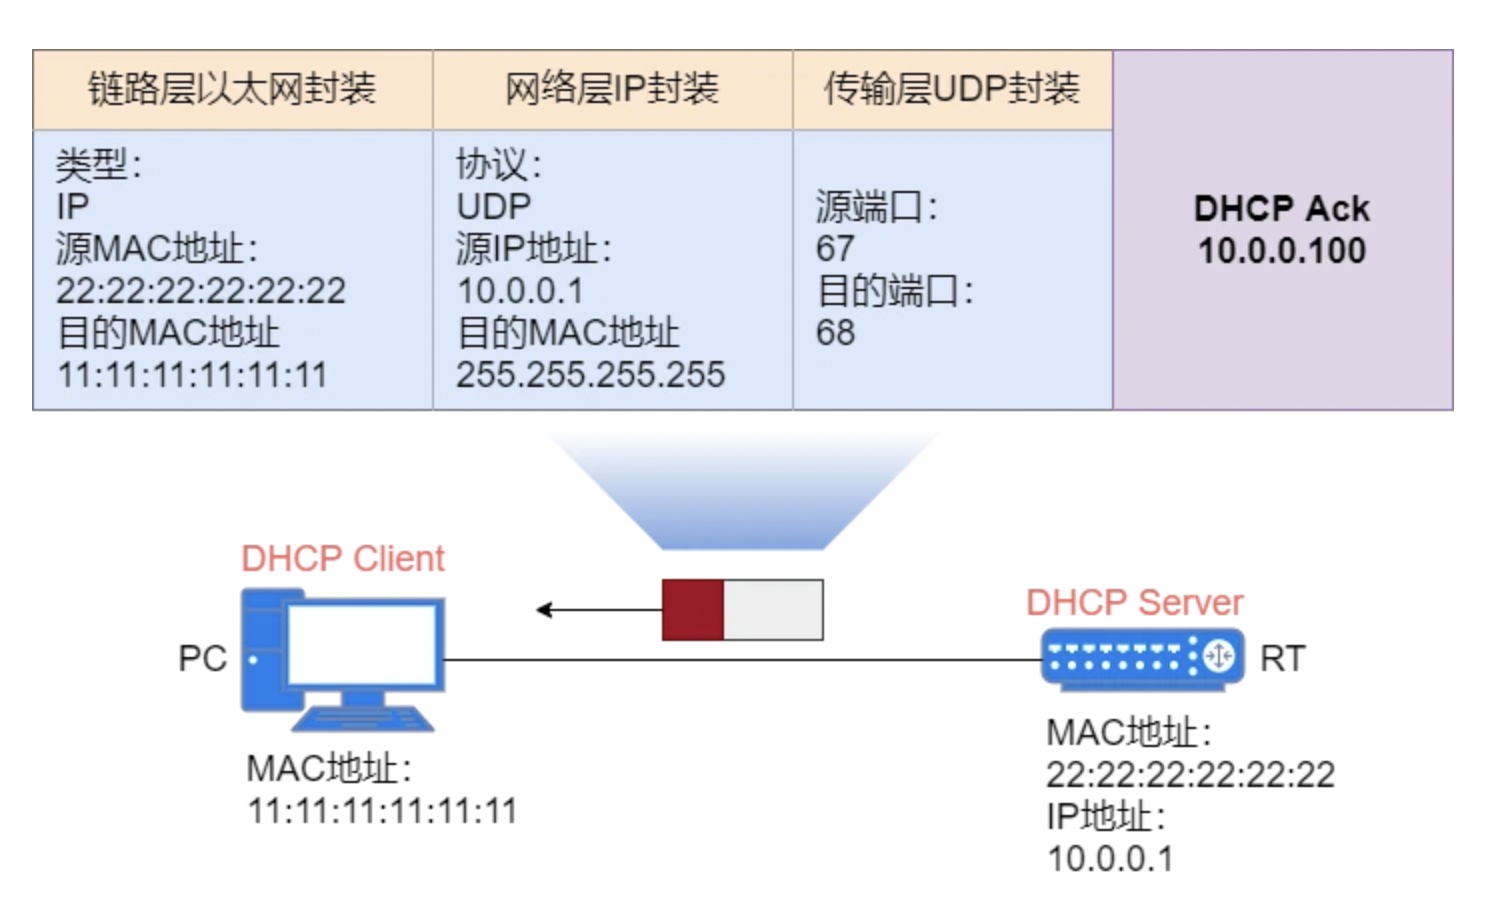 链路层以太网封装
网络层IP封装
传输层UDP封装
类型：
IP
源MAC地址：
22:22:22:22:22:22
目的MAC地址
11:11:11:11:11:11
协议：
UDP
源IP地址：
10.0.0.1
目的MAC地址
255.255.255.255
源端口：
67
目的端口：
68
DHCP Ack
10.0.0.100
DHCP Client
PC
MAC地址：
11:11:11:11:11:11
DHCP Server
RT
MAC地址：
22:22:22:22:22:22
IP地址：
10.0.0.1